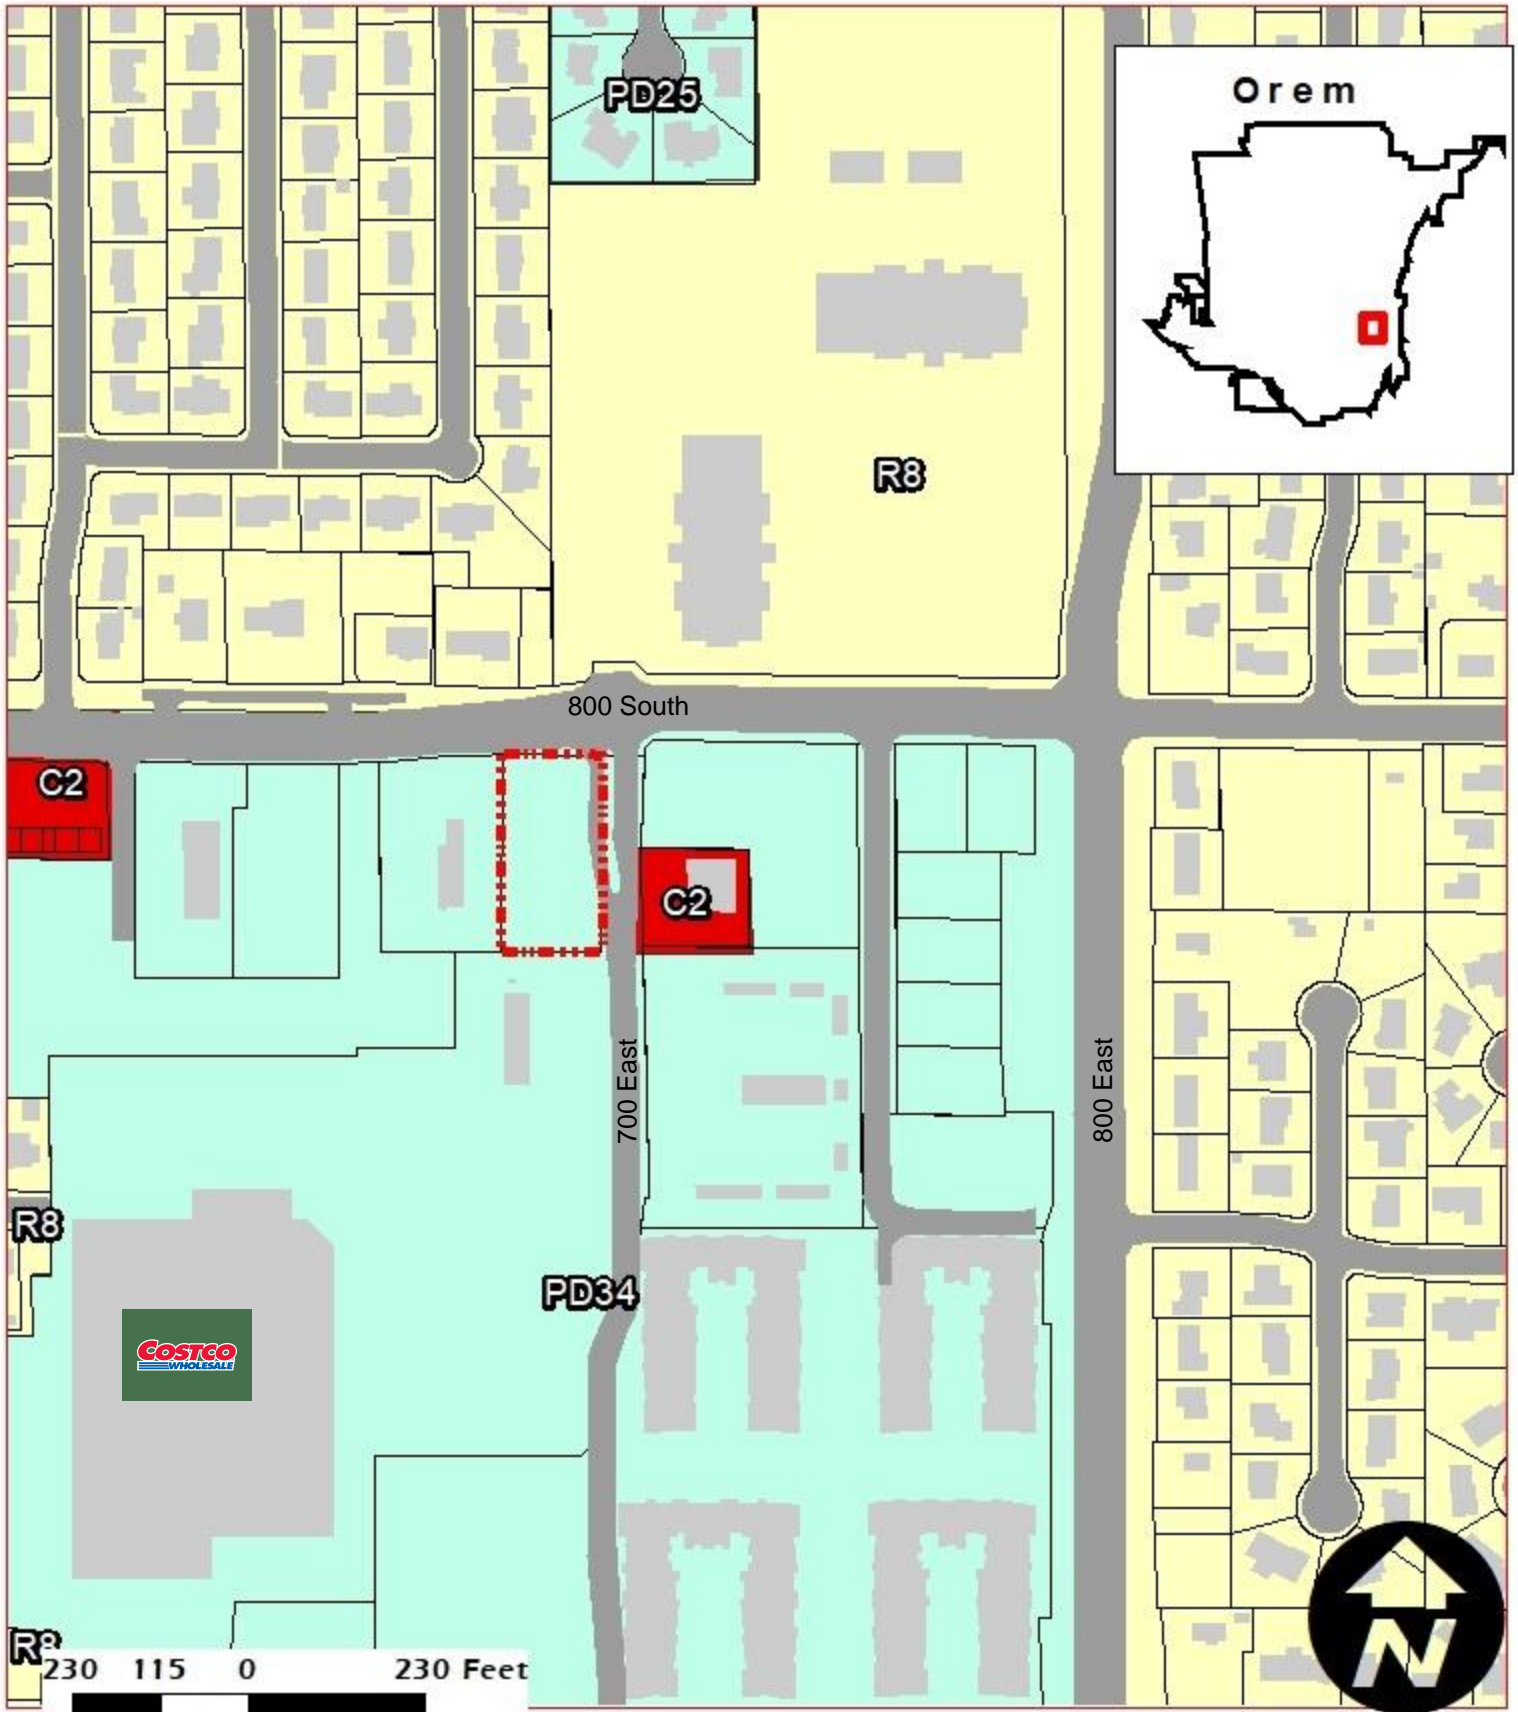 PD25
Orem
R8
800 South
C2
C2
700 East
800 East
R8
PD34
COSTCO
WHOLESALE
R8
230 115 0 230 Feet
N